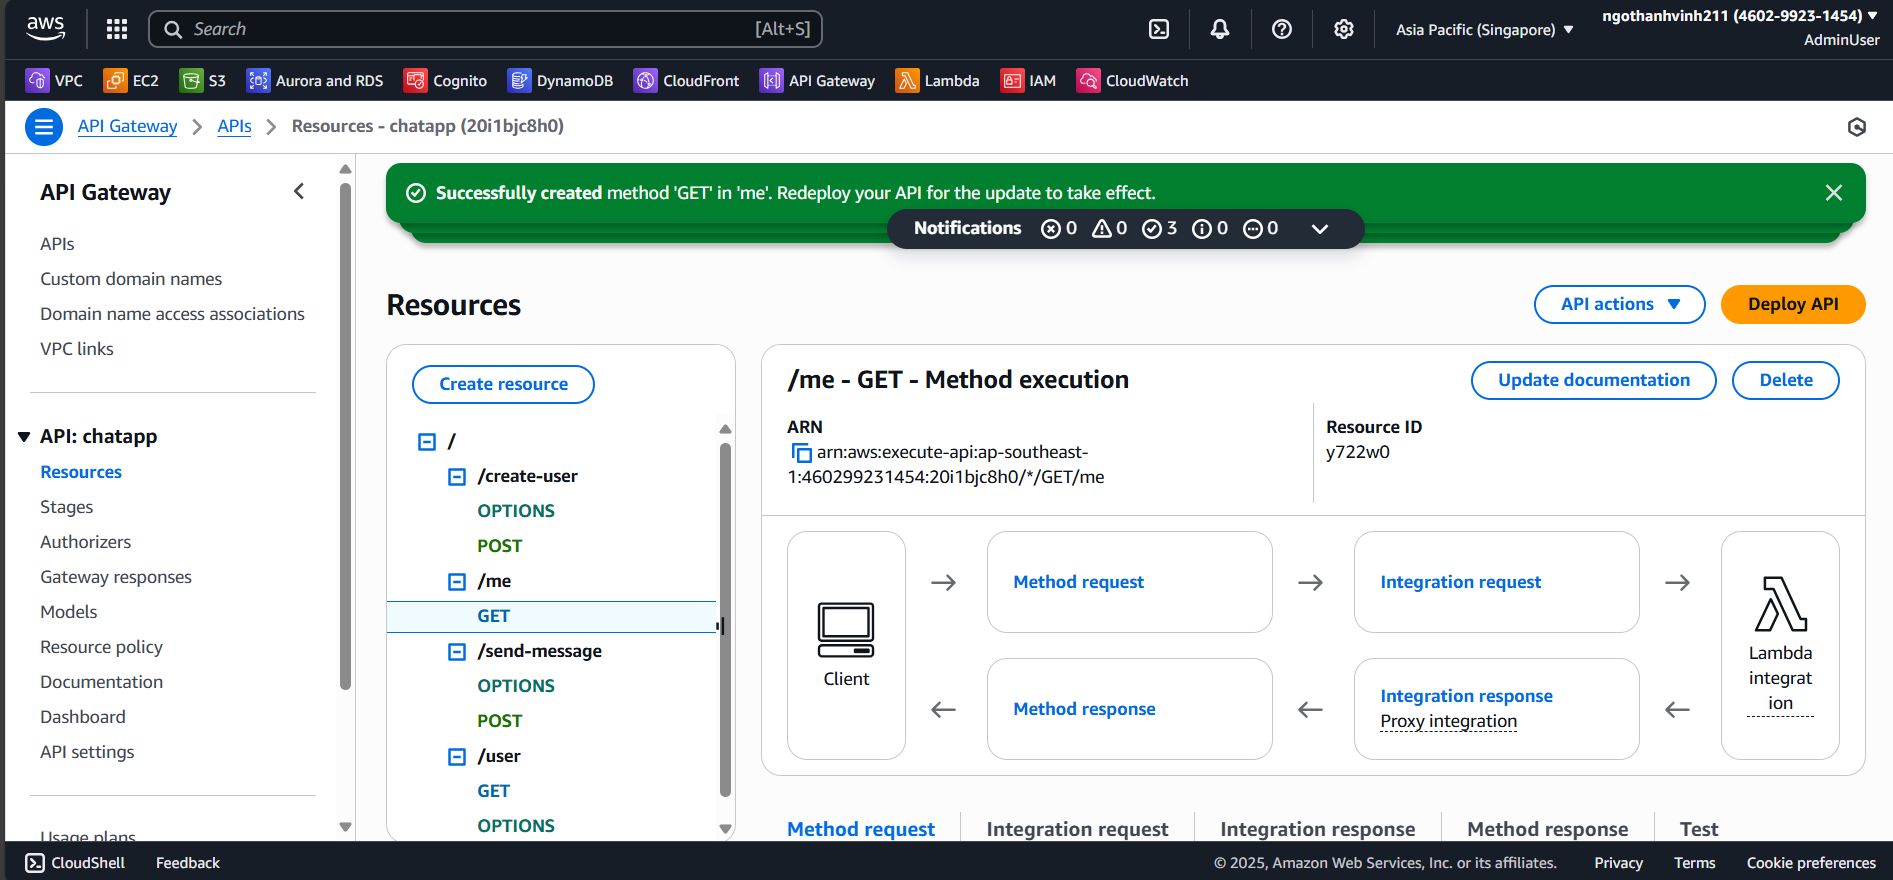 aws
Search
[Alt+S]
Asia Pacific (Singapore)
ngothanhvinh211 (4602-9923-1454)
AdminUser
VPC
EC2
S3
Aurora and RDS
Cognito
DynamoDB
CloudFront
API Gateway
Lambda
IAM
CloudWatch
API Gateway
APIs
Resources - chatapp (20i1bjc8h0)
API Gateway
APIs
Custom domain names
Domain name access associations
VPC links
API: chatapp
Resources
Stages
Authorizers
Gateway responses
Models
Resource policy
Documentation
Dashboard
API settings
Usage plans
Successfully created method 'GET' in 'me'. Redeploy your API for the update to take effect.
Notifications 0 0 3 0 0
Resources
API actions
Deploy API
Create resource
/
/create-user
OPTIONS
POST
/me
GET
/send-message
OPTIONS
POST
/user
GET
OPTIONS
/me - GET - Method execution
Update documentation
Delete
ARN
arn:aws:execute-api:ap-southeast-
1:460299231454:20i1bjc8h0/*/GET/me
Resource ID
y722w0
Client
Method request
Integration request
Method response
Integration response
Proxy integration
Lambda
integrat
ion
Method request
Integration request
Integration response
Method response
Test
CloudShell
Feedback
© 2025, Amazon Web Services, Inc. or its affiliates.
Privacy
Terms
Cookie preferences